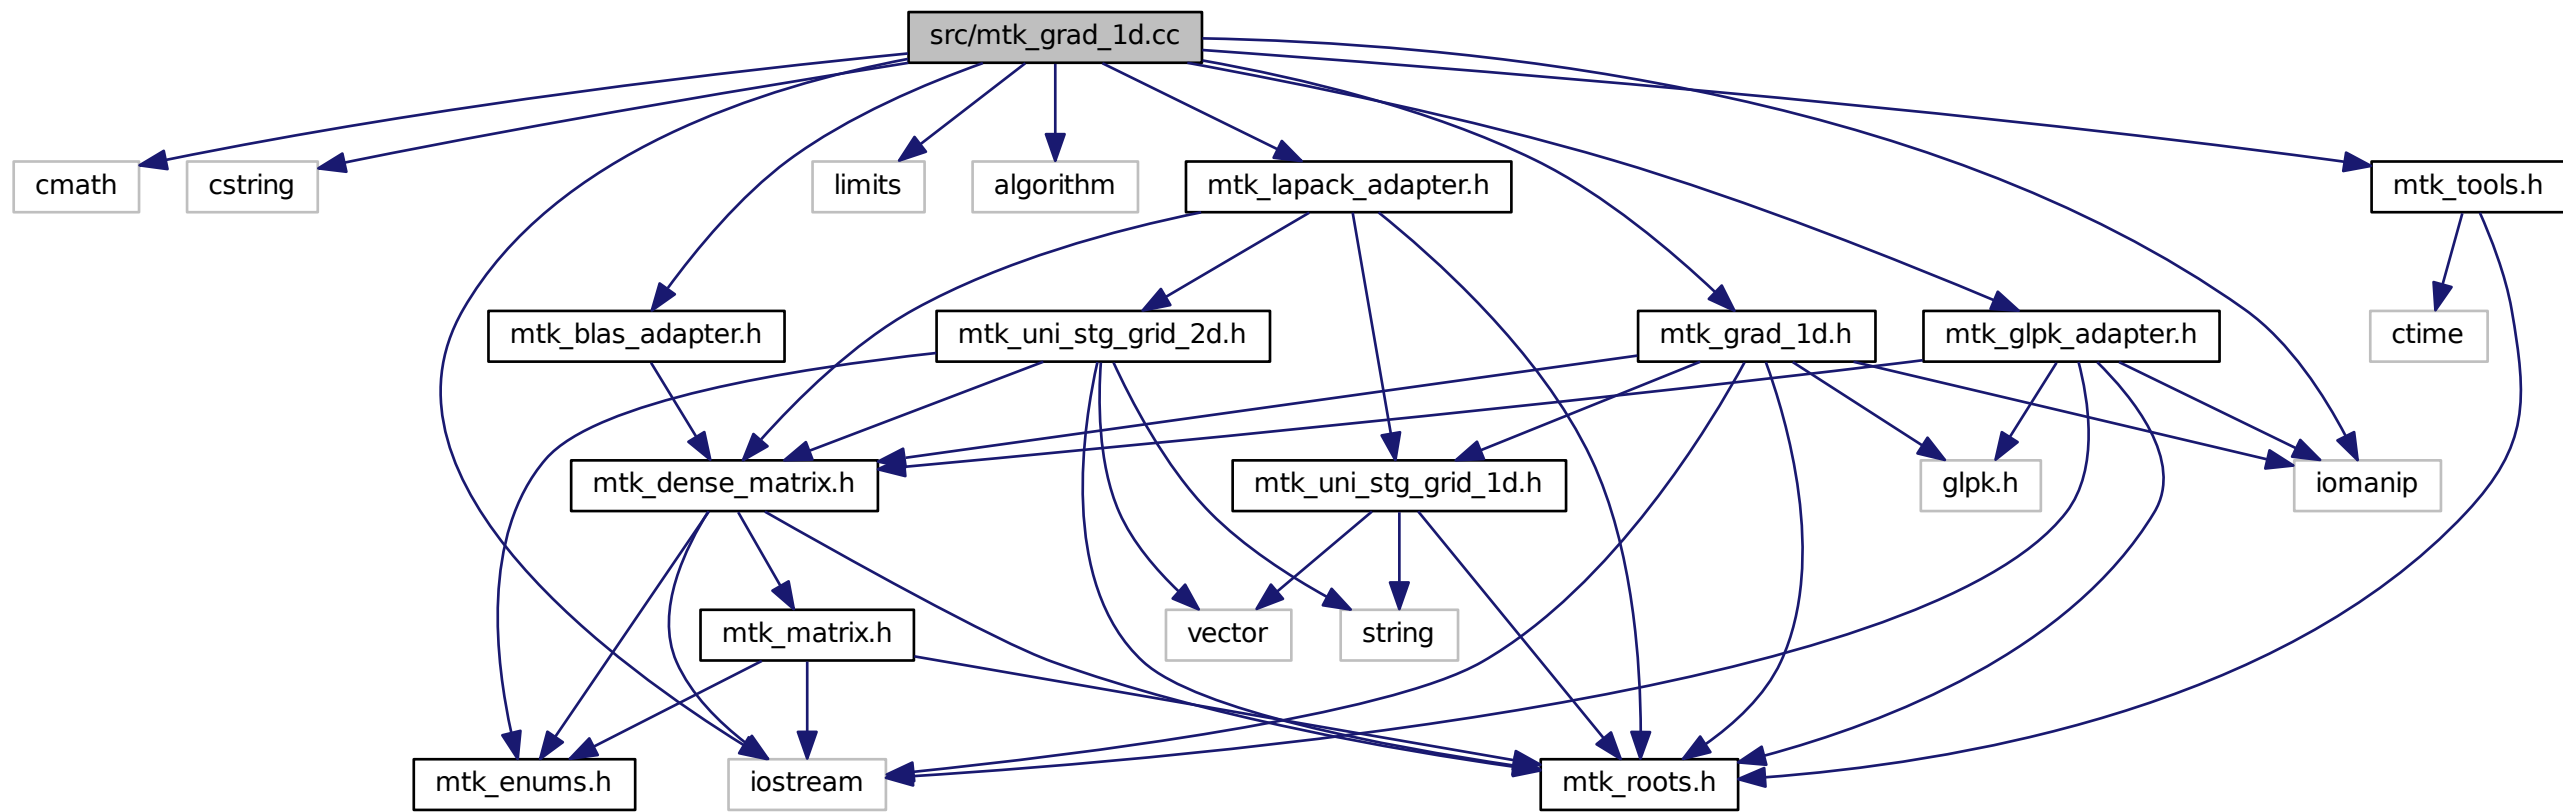 src/mtk_grad_1d.cc
cmath
cstring
limits
algorithm
mtk_lapack_adapter.h
mtk_tools.h
mtk_blas_adapter.h
mtk_uni_stg_grid_2d.h
mtk_grad_1d.h
mtk_glpk_adapter.h
ctime
mtk_dense_matrix.h
mtk_uni_stg_grid_1d.h
glpk.h
iomanip
mtk_matrix.h
vector
string
mtk_enums.h
iostream
mtk_roots.h